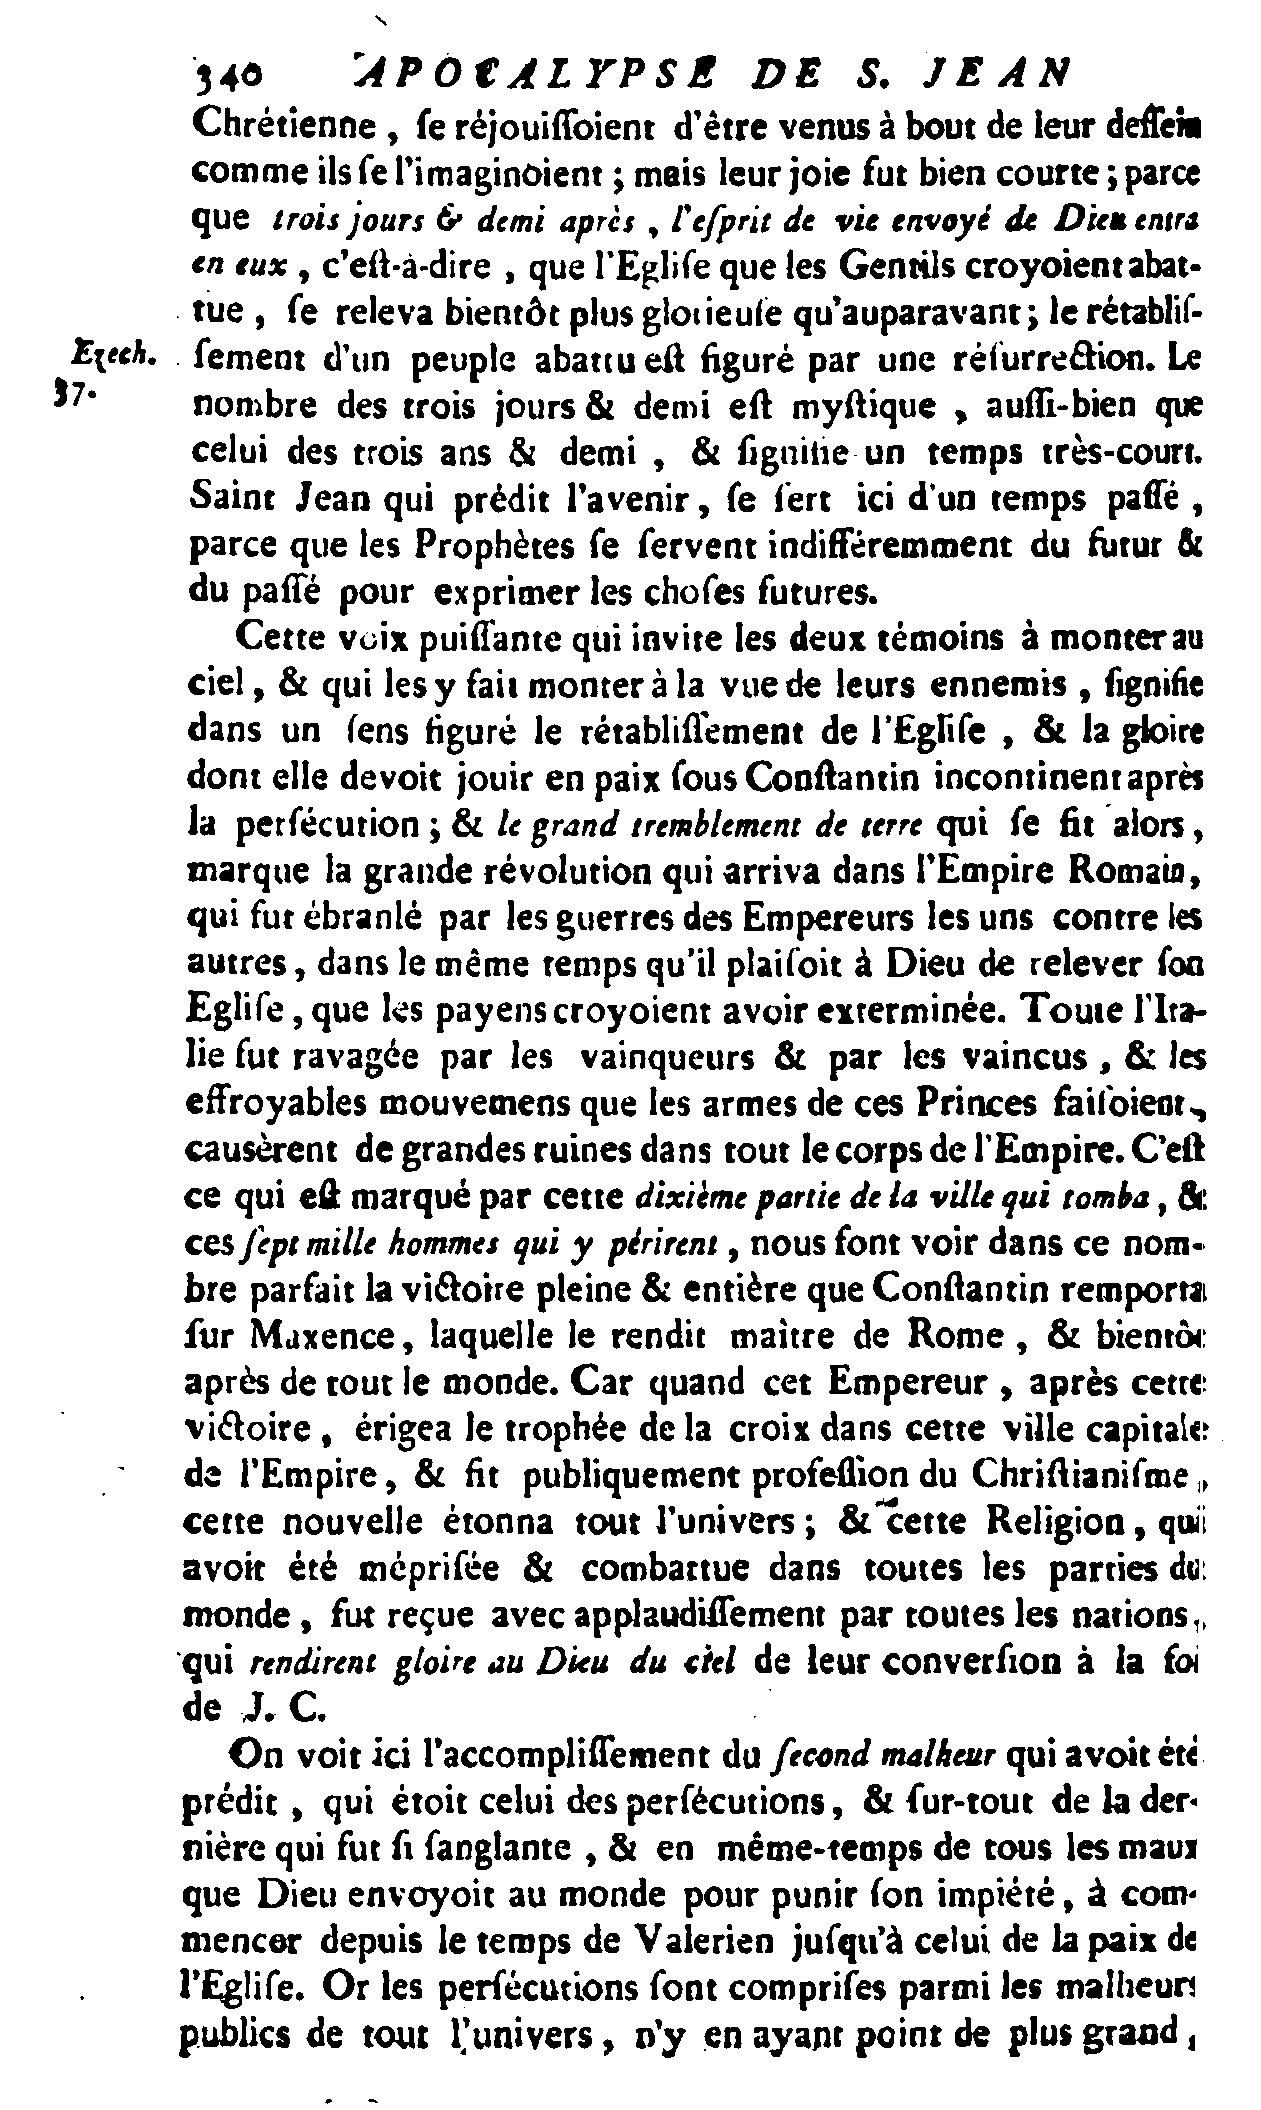 340 APOCALYPSE DE S. JEAN
Chrétienne, ſe réjouiſſoient d'être venus à bout de leur deſſein
comme ils ſe l'imaginoient ; mais leur joie fut bien courte ; parce
que trois jours & demi après, l'eſprit de vie envoyé de Dieu entra
en eux, c'eſt-à-dire, que l'Egliſe que les Gentils croyoient abat-
tue, ſe releva bientôt plus glorieuſe qu'auparavant ; le rétabliſ-
Ezech. ſement d'un peuple abattu eſt figuré par une réſurrection. Le
37. nombre des trois jours & demi eſt myſtique, auſſi-bien que
celui des trois ans & demi, & ſignifie un temps très-court.
Saint Jean qui prédit l'avenir, ſe ſert ici d'un temps paſſé,
parce que les Prophètes ſe ſervent indifféremment du futur &
du paſſé pour exprimer les choſes futures.
Cette voix puiſſante qui invite les deux témoins à monter au
ciel, & qui les y fait monter à la vue de leurs ennemis, ſignifie
dans un ſens figuré le rétabliſſement de l'Egliſe, & la gloire
dont elle devoit jouir en paix ſous Conſtantin incontinent après
la perſécution ; & le grand tremblement de terre qui ſe fit alors,
marque la grande révolution qui arriva dans l'Empire Romain,
qui fut ébranlé par les guerres des Empereurs les uns contre les
autres, dans le même temps qu'il plaiſoit à Dieu de relever ſon
Egliſe, que les payens croyoient avoir exterminée. Toute l'Ita-
lie fut ravagée par les vainqueurs & par les vaincus, & les
effroyables mouvemens que les armes de ces Princes faiſoient,
causèrent de grandes ruines dans tout le corps de l'Empire. C'eſt
ce qui eſt marqué par cette dixième partie de la ville qui tomba, &
ces ſept mille hommes qui y périrent, nous font voir dans ce nom-
bre parfait la victoire pleine & entière que Conſtantin remporta
ſur Maxence, laquelle le rendit maître de Rome, & bientôt
après de tout le monde. Car quand cet Empereur, après cette
victoire, érigea le trophée de la croix dans cette ville capitale
de l'Empire, & fit publiquement profeſſion du Chriſtianiſme,
cette nouvelle étonna tout l'univers ; & cette Religion, qui
avoit été mépriſée & combattue dans toutes les parties du
monde, fut reçue avec applaudiſſement par toutes les nations,
qui rendirent gloire au Dieu du ciel de leur converſion à la foi
de J. C.
On voit ici l'accompliſſement du ſecond malheur qui avoit été
prédit, qui étoit celui des perſécutions, & ſur-tout de la der-
nière qui fut ſi ſanglante, & en même-temps de tous les maux
que Dieu envoyoit au monde pour punir ſon impiété, à com-
mencer depuis le temps de Valerien juſqu'à celui de la paix de
l'Egliſe. Or les perſécutions ſont compriſes parmi les malheurs
publics de tout l'univers, n'y en ayant point de plus grand,